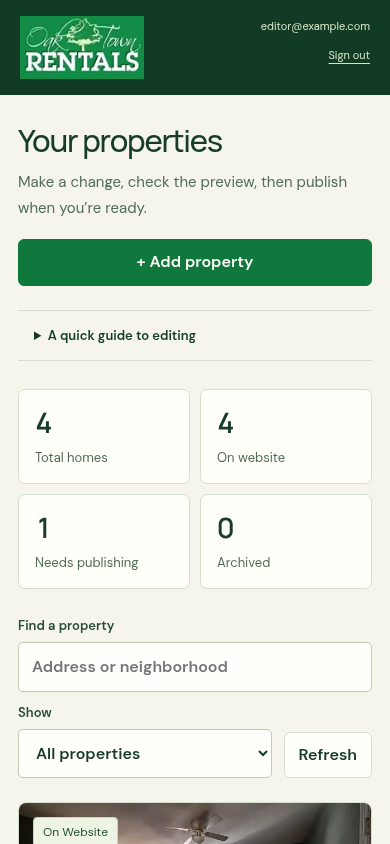 Oak Town
RENTALS
editor@example.com
Sign out
Your properties
Make a change, check the preview, then publish
when you’re ready.
+ Add property
A quick guide to editing
4
Total homes
4
On website
1
Needs publishing
0
Archived
Find a property
Address or neighborhood
Show
All properties
Refresh
On Website